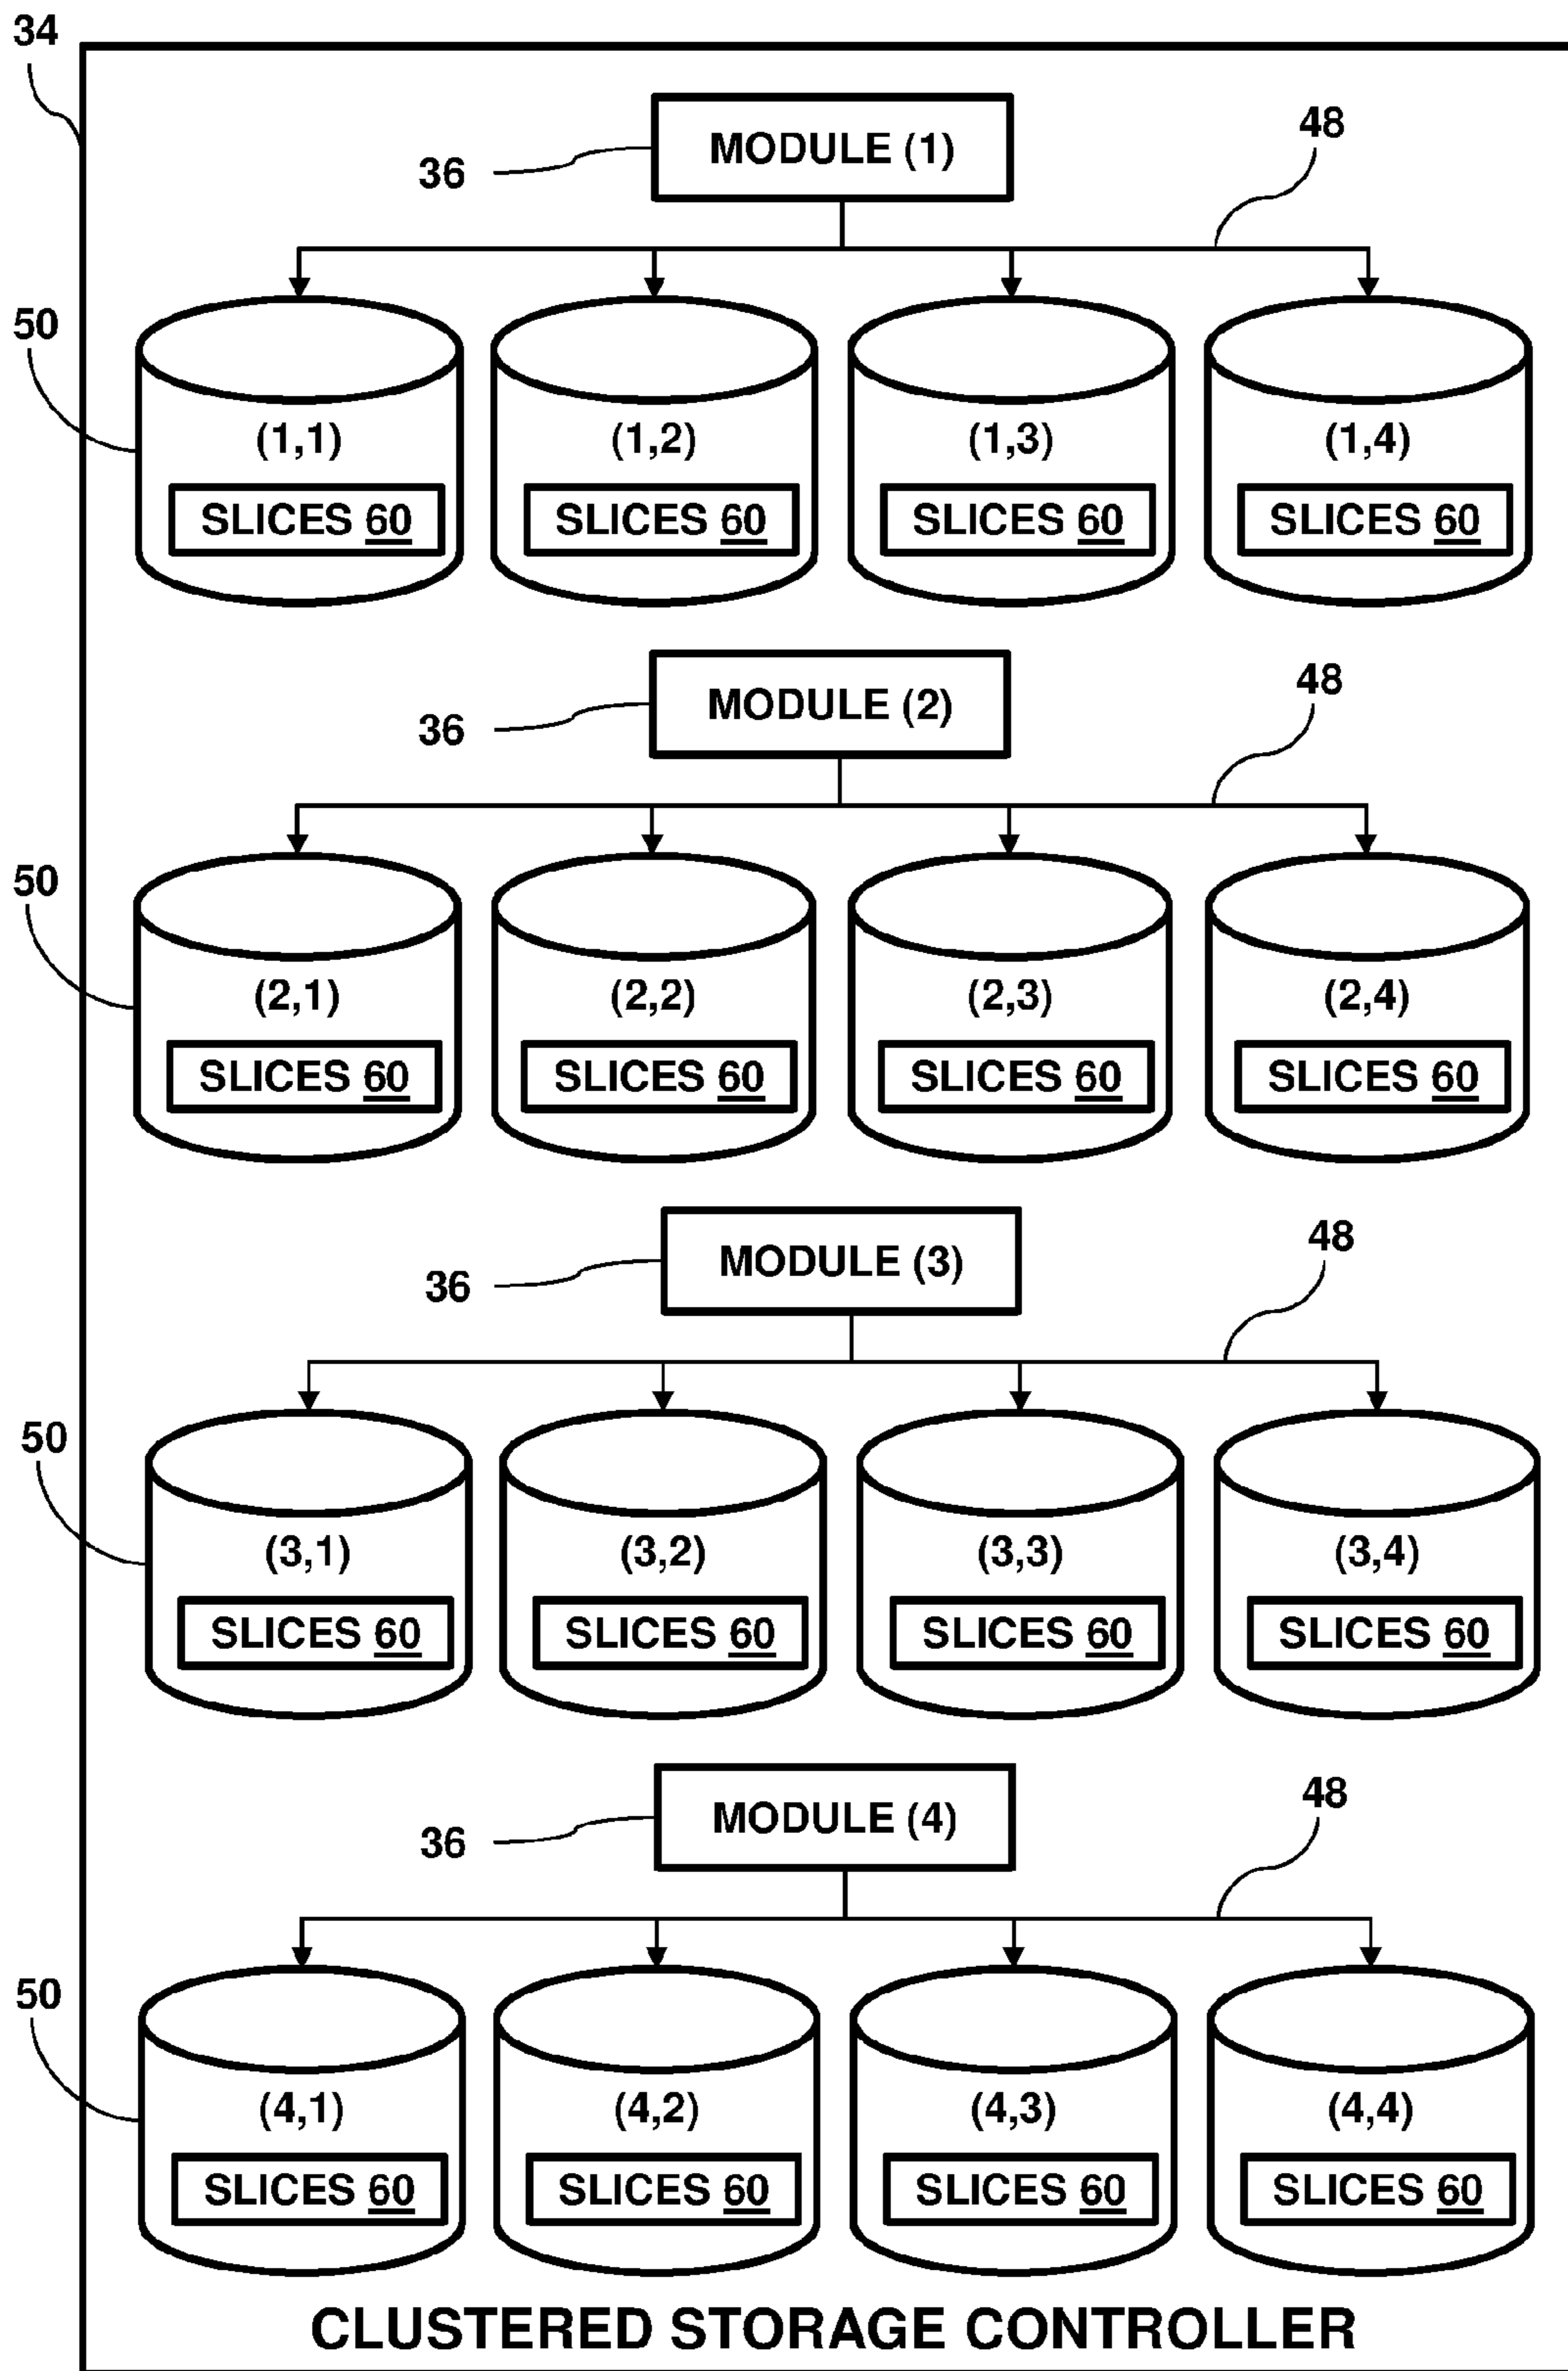 34
MODULE (1)
48
36
50
(1,1) (1,2) (1,3) (1,4)
SLICES 60 SLICES 60 SLICES 60 SLICES 60
MODULE (2)
48
36
50
(2,1) (2,2) (2,3) (2,4)
SLICES 60 SLICES 60 SLICES 60 SLICES 60
MODULE (3)
48
36
50
(3,1) (3,2) (3,3) (3,4)
SLICES 60 SLICES 60 SLICES 60 SLICES 60
MODULE (4)
48
36
50
(4,1) (4,2) (4,3) (4,4)
SLICES 60 SLICES 60 SLICES 60 SLICES 60
CLUSTERED STORAGE CONTROLLER